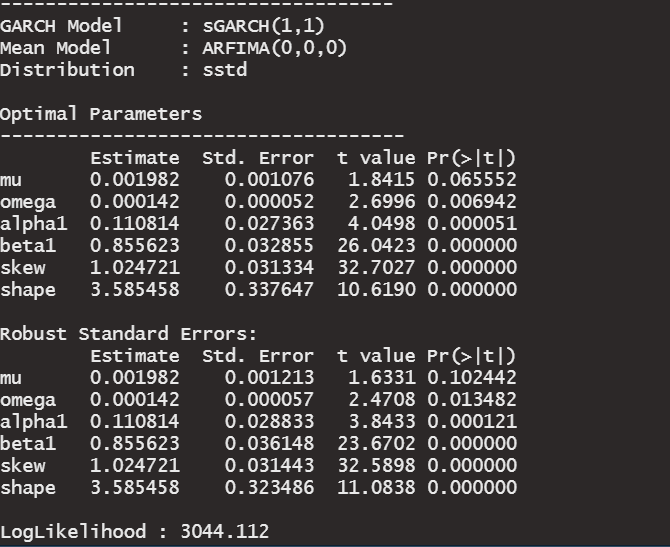 -----------------------------------
GARCH Model : sGARCH(1,1)
Mean Model : ARFIMA(0,0,0)
Distribution : sstd
Optimal Parameters
------------------------------------
Estimate Std. Error t value Pr(>|t|)
mu 0.001982 0.001076 1.8415 0.065552
omega 0.000142 0.000052 2.6996 0.006942
alpha1 0.110814 0.027363 4.0498 0.000051
beta1 0.855623 0.032855 26.0423 0.000000
skew 1.024721 0.031334 32.7027 0.000000
shape 3.585458 0.337647 10.6190 0.000000
Robust Standard Errors:
Estimate Std. Error t value Pr(>|t|)
mu 0.001982 0.001213 1.6331 0.102442
omega 0.000142 0.000057 2.4708 0.013482
alpha1 0.110814 0.028833 3.8433 0.000121
beta1 0.855623 0.036148 23.6702 0.000000
skew 1.024721 0.031443 32.5898 0.000000
shape 3.585458 0.323486 11.0838 0.000000
LogLikelihood : 3044.112